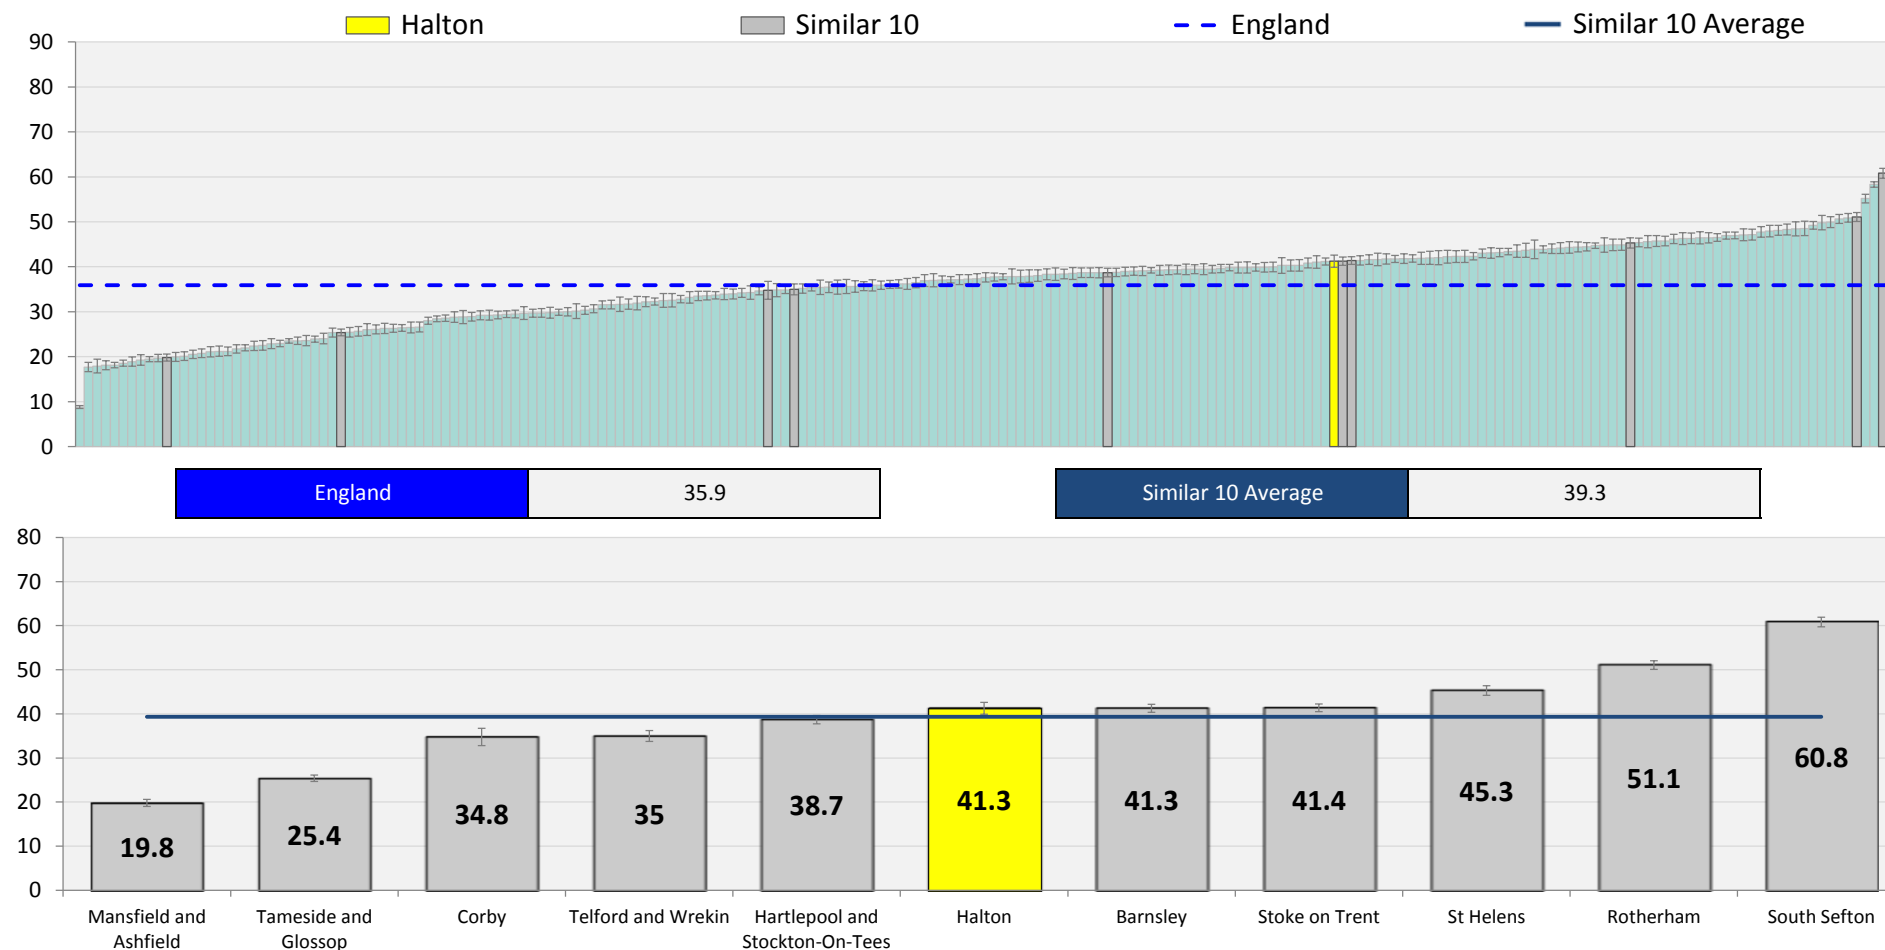 Halton Similar 10 England Similar 10 Average
90
80
70
60
50
40
30
20
10
0
England 35.9 Similar 10 Average 39.3
80
70
60
50
40
30
20
10
0
19.8 25.4 34.8 35 38.7 41.3 41.3 41.4 45.3 51.1 60.8
Mansfield and Ashfield
Tameside and Glossop
Corby
Telford and Wrekin
Hartlepool and Stockton-On-Tees
Halton
Barnsley
Stoke on Trent
St Helens
Rotherham
South Sefton